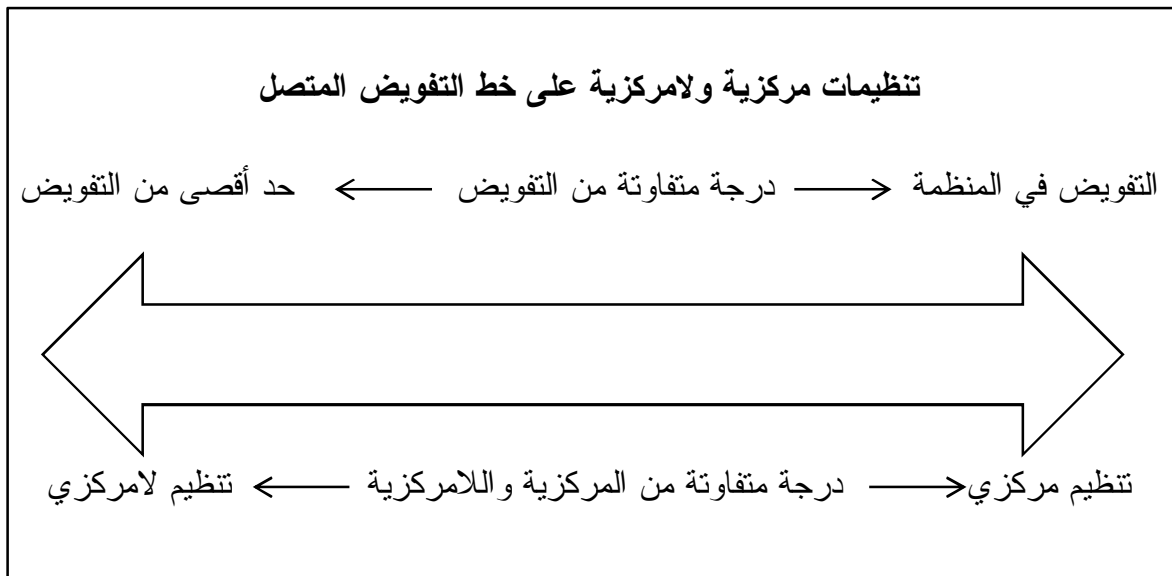 تنظيمات مركزية ولامركزية على خط التفويض المتصل
التفويض في المنظمة درجة متفاوتة من التفويض حد أقصى من التفويض
تنظيم مركزي درجة متفاوتة من المركزية واللامركزية تنظيم لامركزي